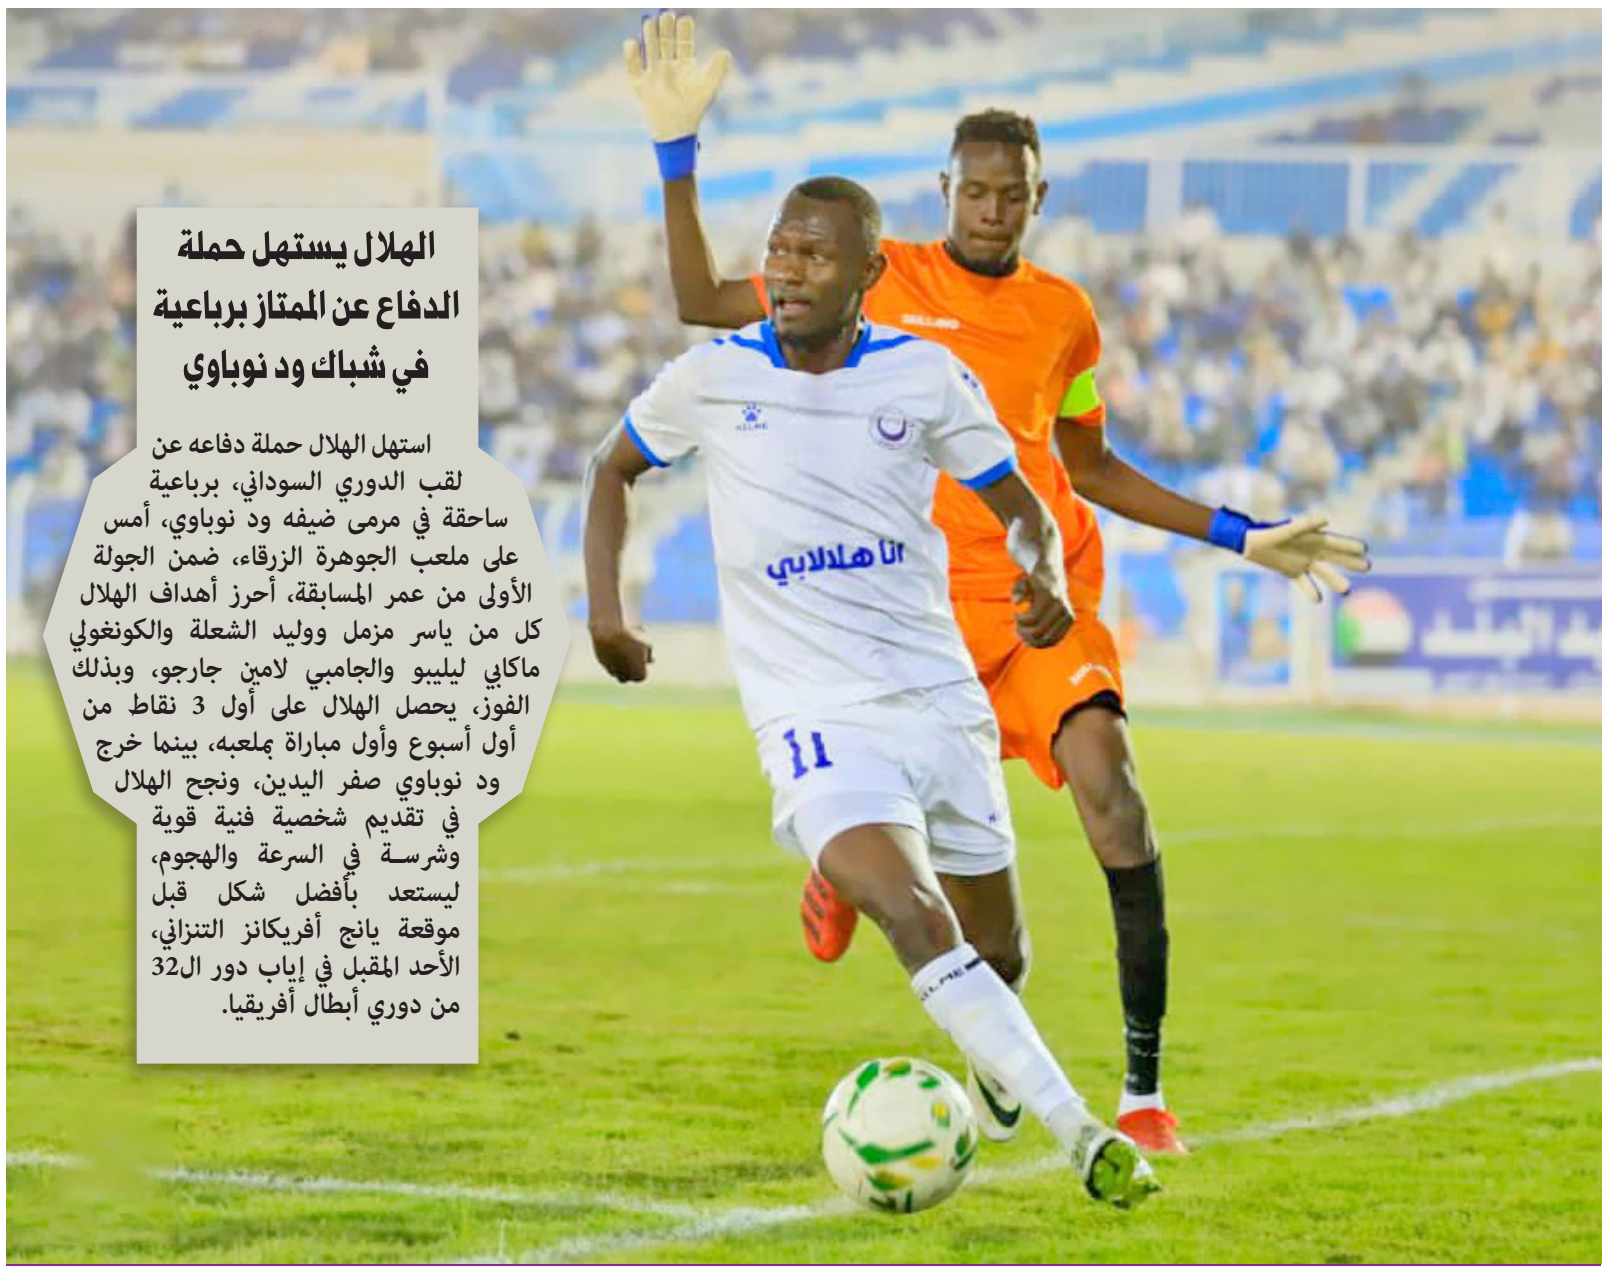 الهلال يستهل حملة
الدفاع عن الممتاز برباعية
في شباك ود نوباوي
استهل الهلال حملة دفاعه عن
لقب الدوري السوداني، برباعية
ساحقة في مرمى ضيفه ود نوباوي، أمس
على ملعب الجوهرة الزرقاء، ضمن الجولة
الأولى من عمر المسابقة، أحرز أهداف الهلال
كل من ياسر مزمل ووليد الشعلة والكونغولي
ماكابي ليليبو والجامبي لامين جارجو، وبذلك
الفوز، يحصل الهلال على أول 3 نقاط من
أول أسبوع وأول مباراة بملعبه، بينما خرج
ود نوباوي صفر اليدين، ونجح الهلال
في تقديم شخصية فنية قوية
وشرسـة في السرعة والهجوم،
ليستعد بأفضل شكل قبل
موقعة يانج أفريكانز التنزاني،
الأحد المقبل في إياب دور ال32
من دوري أبطال أفريقيا.
KELME
انا هلالابي
11
KELME